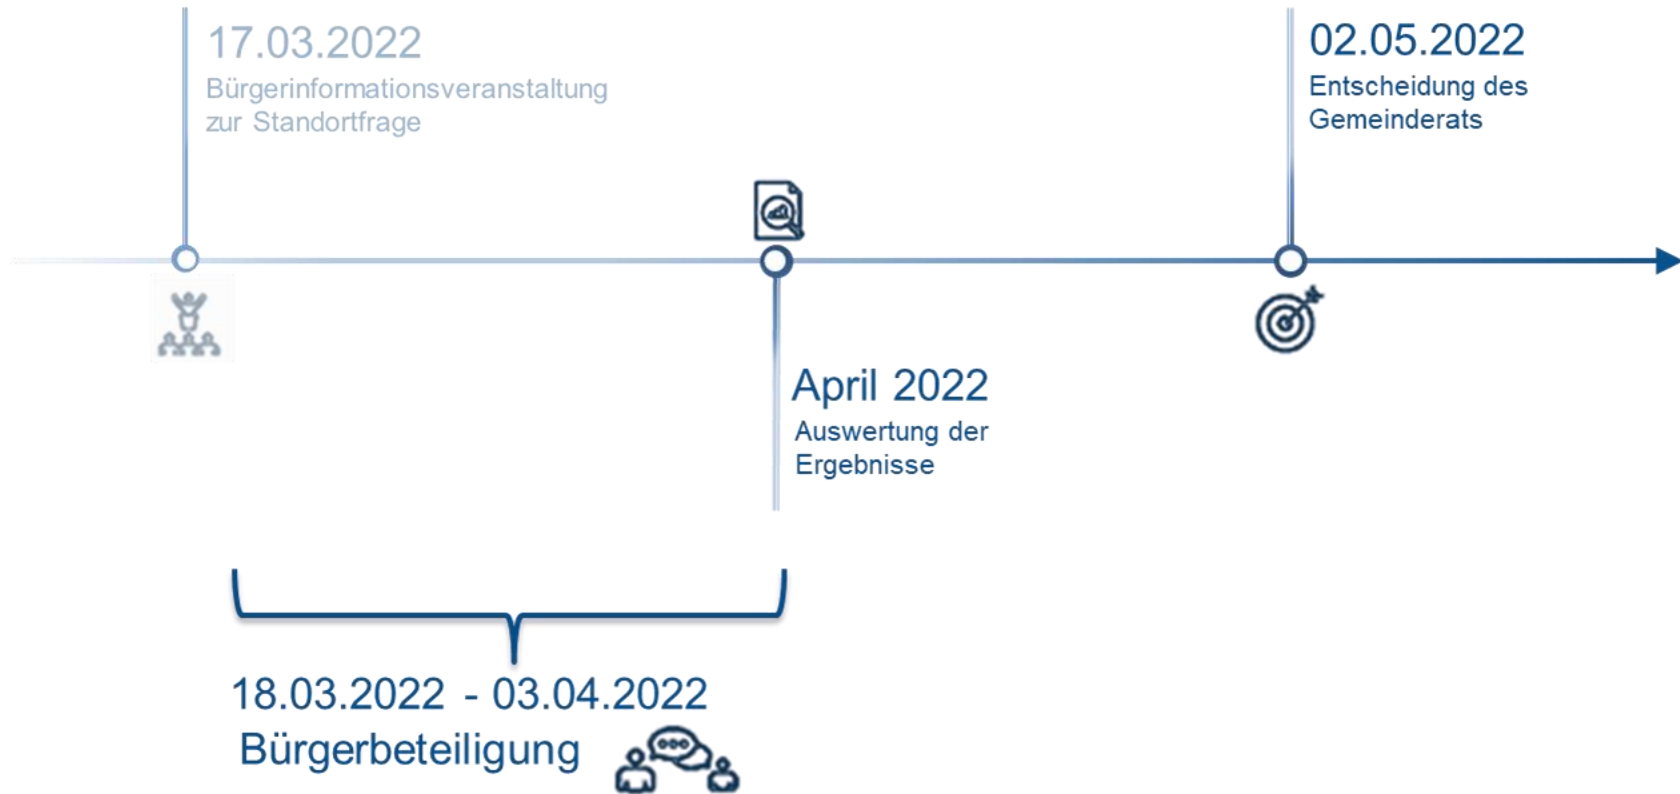 17.03.2022
Bürgerinformationsveranstaltung
zur Standortfrage
02.05.2022
Entscheidung des
Gemeinderats
April 2022
Auswertung der
Ergebnisse
18.03.2022 - 03.04.2022
Bürgerbeteiligung